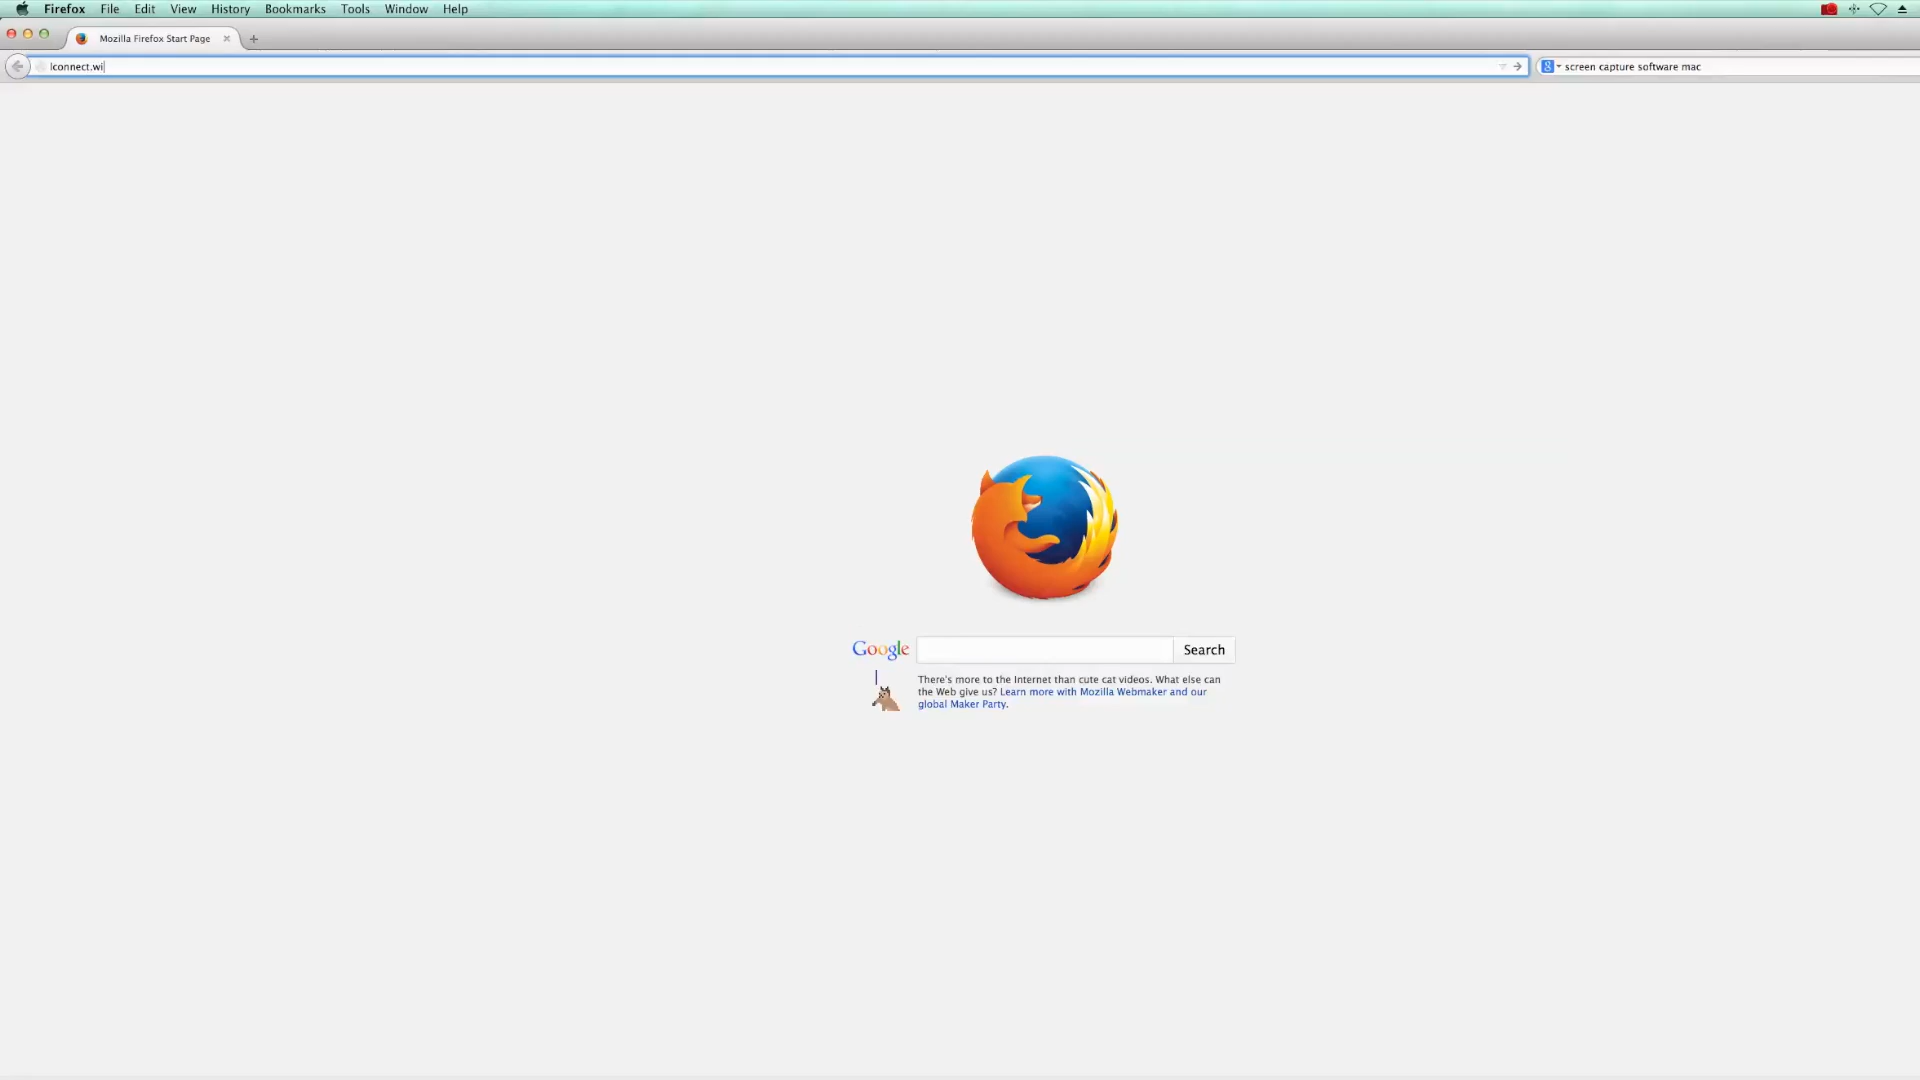 Firefox File Edit View History Bookmarks Tools Window Help
Mozilla Firefox Start Page
iconnect.wi
screen capture software mac
Google
Search
There's more to the Internet than cute cat videos. What else can
the Web give us? Learn more with Mozilla Webmaker and our
global Maker Party.